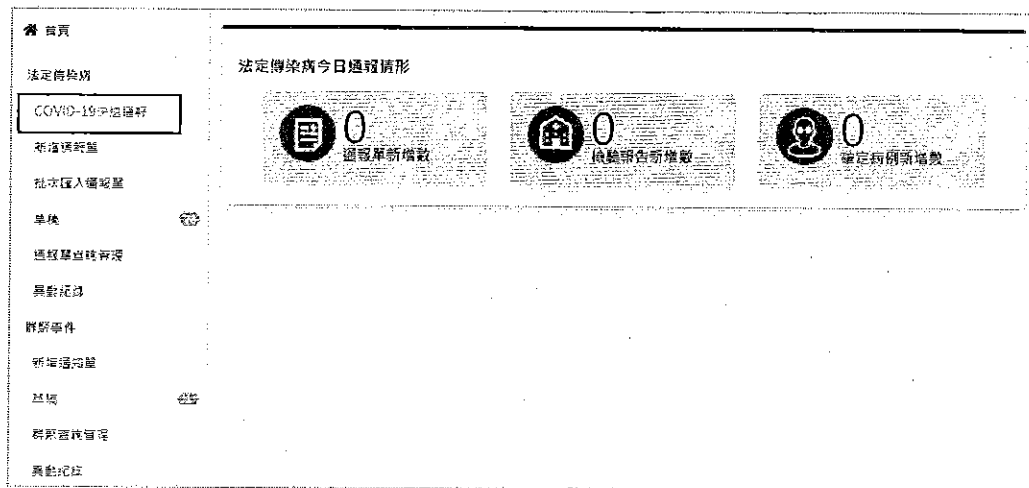 首頁
法定傳染病
COVID-19快速通報
新增通報單
批次匯入通報單
草稿
通報單查詢管理
異動紀錄
群聚事件
新增通報單
草稿
群聚查詢管理
異動紀錄
法定傳染病今日通報情形
0
通報單新增數
0
檢驗報告新增數
0
確定病例新增數